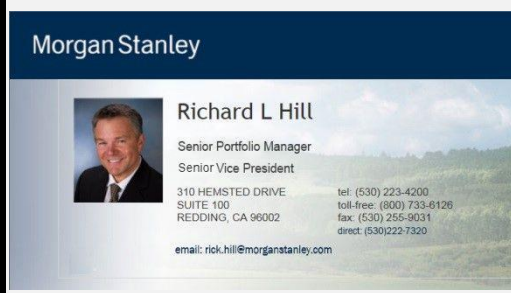 Morgan Stanley
Richard L Hill
Senior Portfolio Manager
Senior Vice President
310 HEMSTED DRIVE
SUITE 100
REDDING, CA 96002
tel: (530) 223-4200
toll-free: (800) 733-6126
fax: (530) 255-9031
direct: (530)222-7320
email: rick.hill@morganstanley.com